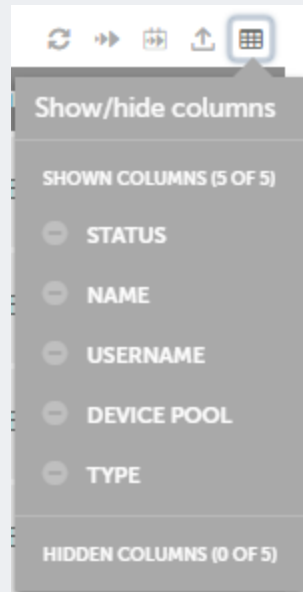 Show/hide columns
SHOWN COLUMNS (5 OF 5)
STATUS
NAME
USERNAME
DEVICE POOL
TYPE
HIDDEN COLUMNS (0 OF 5)